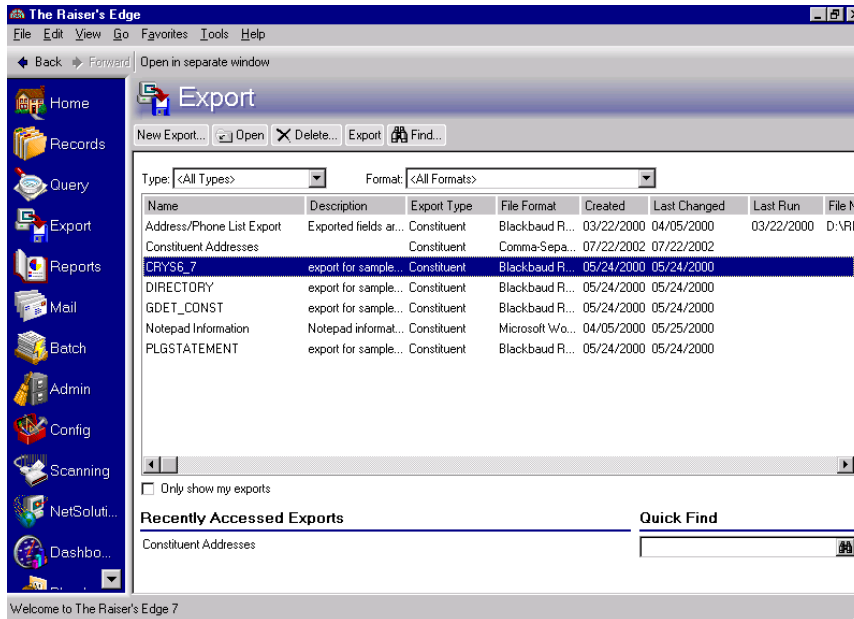 The Raiser's Edge
File Edit View Go Favorites Tools Help
Back Forward Open in separate window
Home
Records
Query
Export
Reports
Mail
Batch
Admin
Config
Scanning
NetSoluti...
Dashbo...
Export
New Export... Open Delete... Export Find...
Type: <All Types> Format: <All Formats>
Name Description Export Type File Format Created Last Changed Last Run File N
Address/Phone List Export Exported fields ar... Constituent Blackbaud R... 03/22/2000 04/05/2000 03/22/2000 D:\RI
Constituent Addresses Constituent Comma-Sepa... 07/22/2002 07/22/2002
CRYS6_7 export for sample... Constituent Blackbaud R... 05/24/2000 05/24/2000
DIRECTORY export for sample... Constituent Blackbaud R... 05/24/2000 05/24/2000
GDET_CONST export for sample... Constituent Blackbaud R... 05/24/2000 05/24/2000
Notepad Information Notepad informat... Constituent Microsoft Wo... 04/05/2000 05/25/2000
PLGSTATEMENT export for sample... Constituent Blackbaud R... 05/24/2000 05/24/2000
Only show my exports
Recently Accessed Exports
Constituent Addresses
Quick Find
Welcome to The Raiser's Edge 7